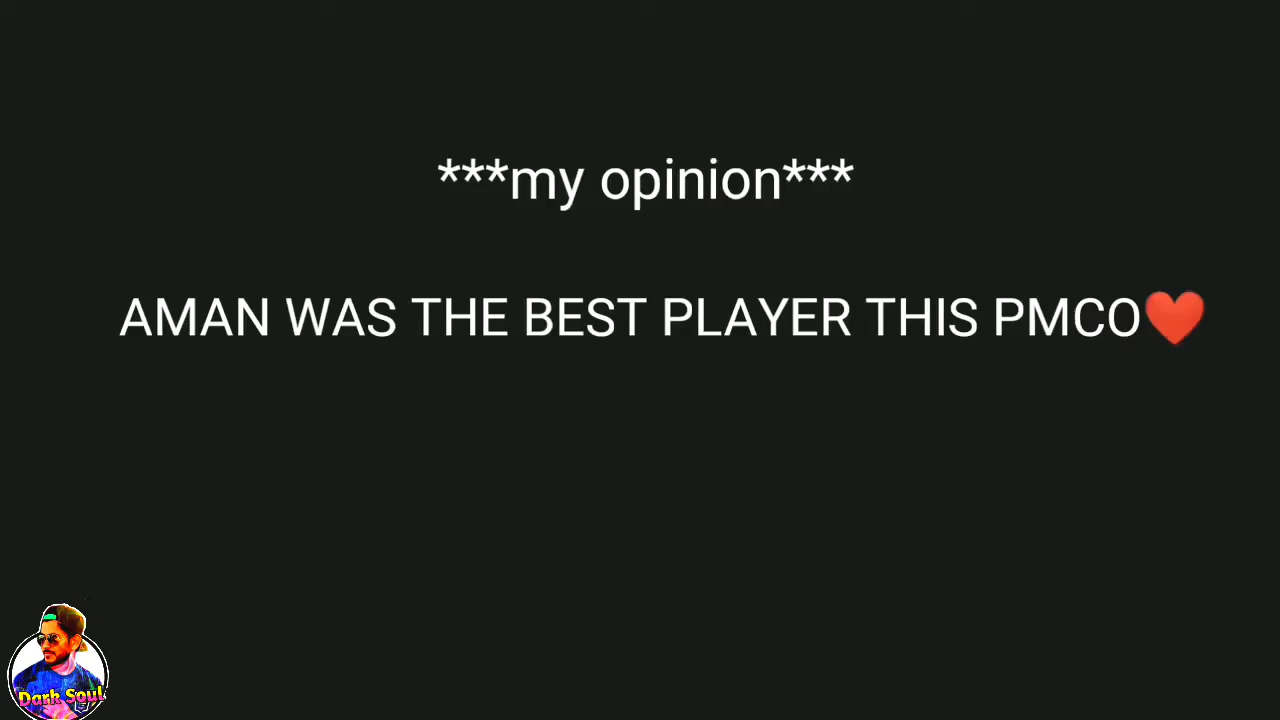 ***my opinion***
AMAN WAS THE BEST PLAYER THIS PMCO❤️
Dark Soul